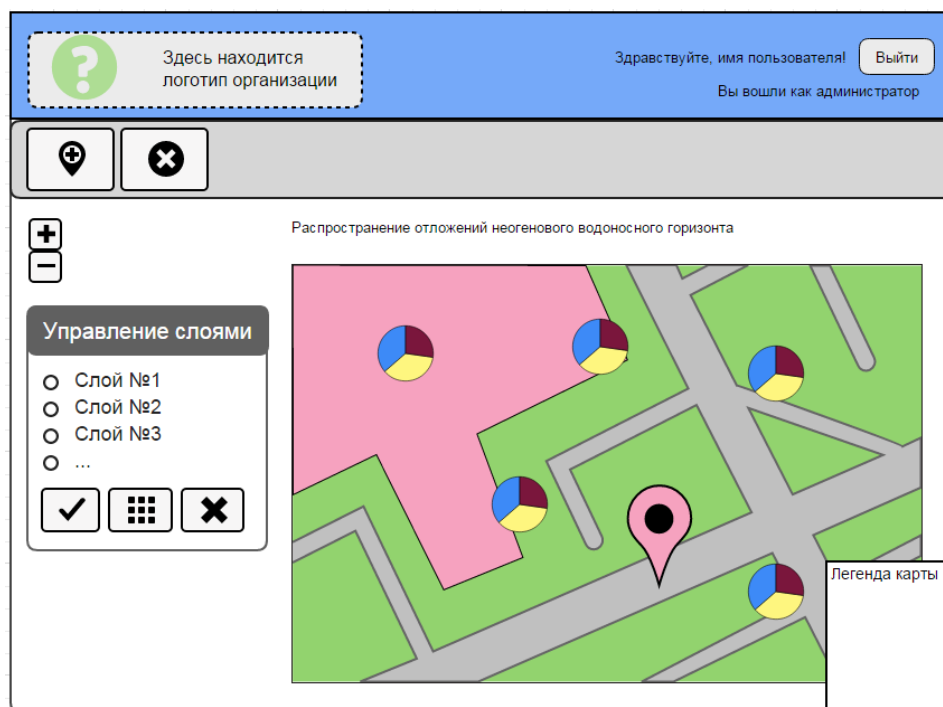 Здесь находится
логотип организации
Здравствуйте, имя пользователя!
Выйти
Вы вошли как администратор
Распространение отложений неогенового водоносного горизонта
Управление слоями
Слой №1
Слой №2
Слой №3
...
Легенда карты